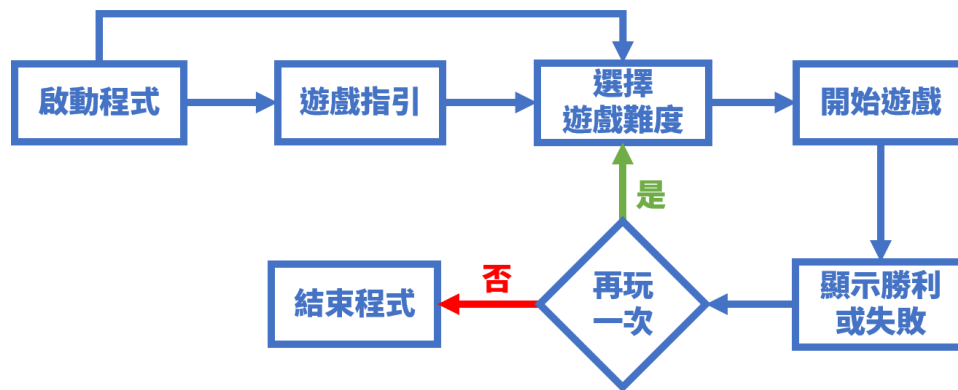 啟動程式
遊戲指引
選擇
遊戲難度
開始遊戲
是
結束程式
否
再玩
一次
顯示勝利
或失敗